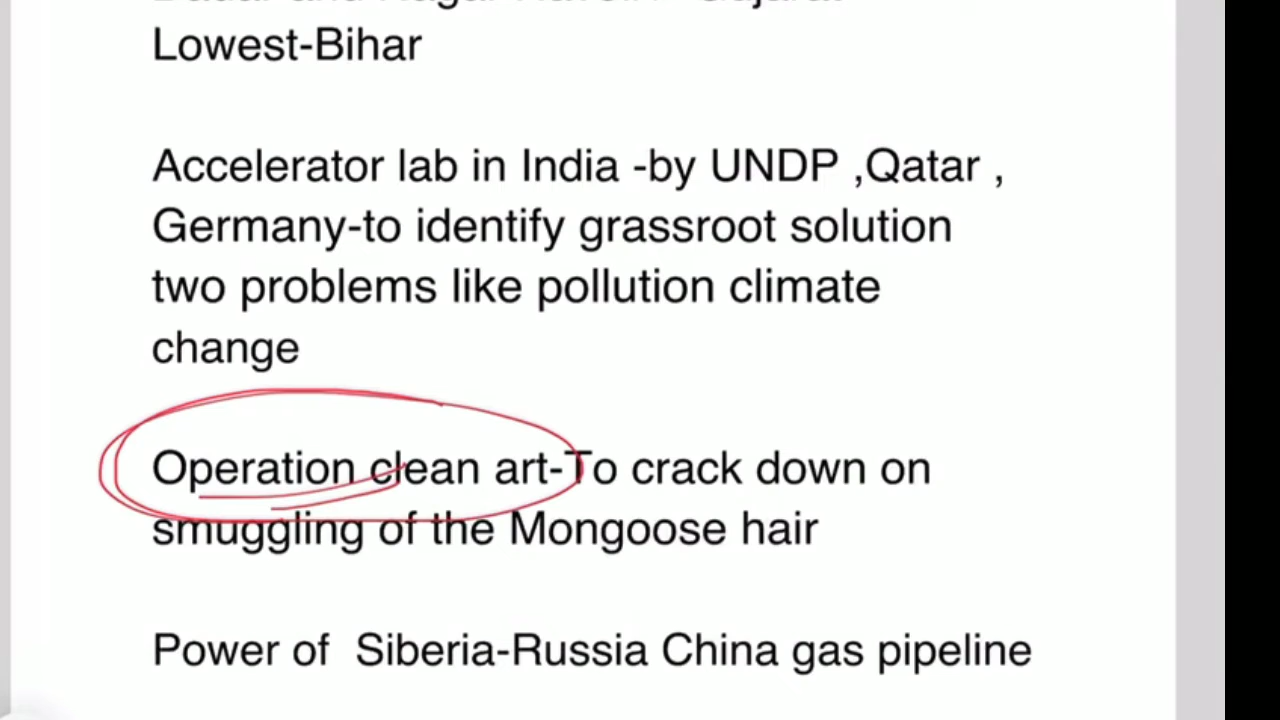 Lowest-Bihar
Accelerator lab in India -by UNDP ,Qatar ,
Germany-to identify grassroot solution
two problems like pollution climate
change
Operation clean art-To crack down on
smuggling of the Mongoose hair
Power of  Siberia-Russia China gas pipeline